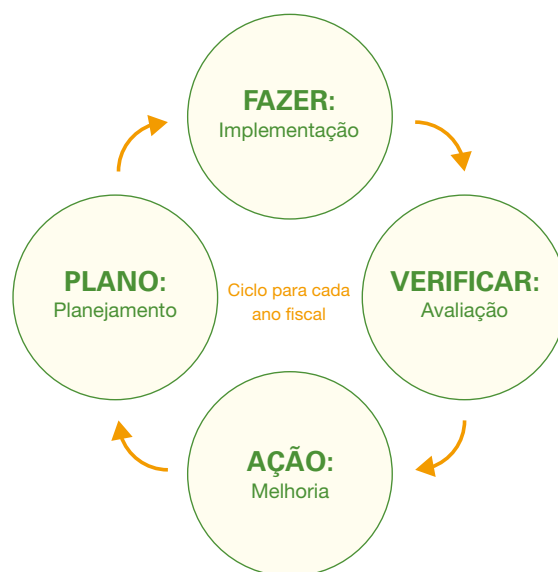 FAZER:
Implementação
PLANO:
Planejamento
Ciclo para cada
ano fiscal
VERIFICAR:
Avaliação
AÇÃO:
Melhoria